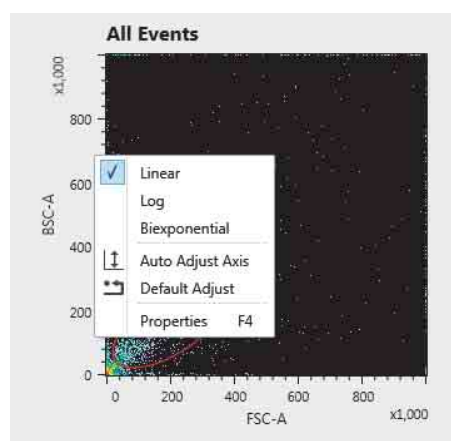 All Events
x1,000
800
600
400
200
0
BSC-A
Linear
Log
Biexponential
Auto Adjust Axis
Default Adjust
Properties F4
0 200 400 600 800 x1,000
FSC-A